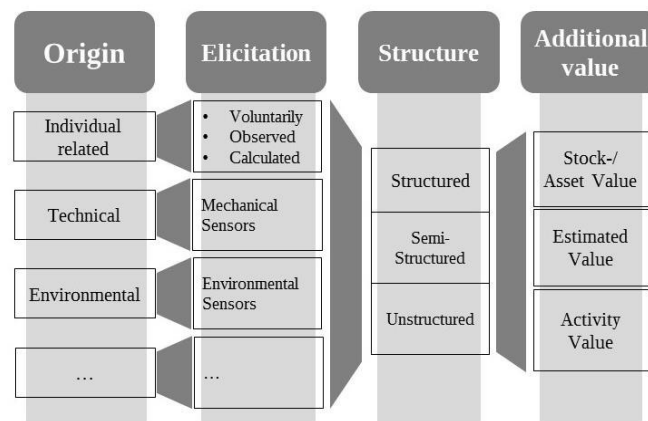 Origin
Elicitation
Structure
Additional
value
Individual
related
• Voluntarily
• Observed
• Calculated
Technical
Mechanical
Sensors
Environmental
Environmental
Sensors
…
…
Structured
Semi-
Structured
Unstructured
Stock-/
Asset Value
Estimated
Value
Activity
Value